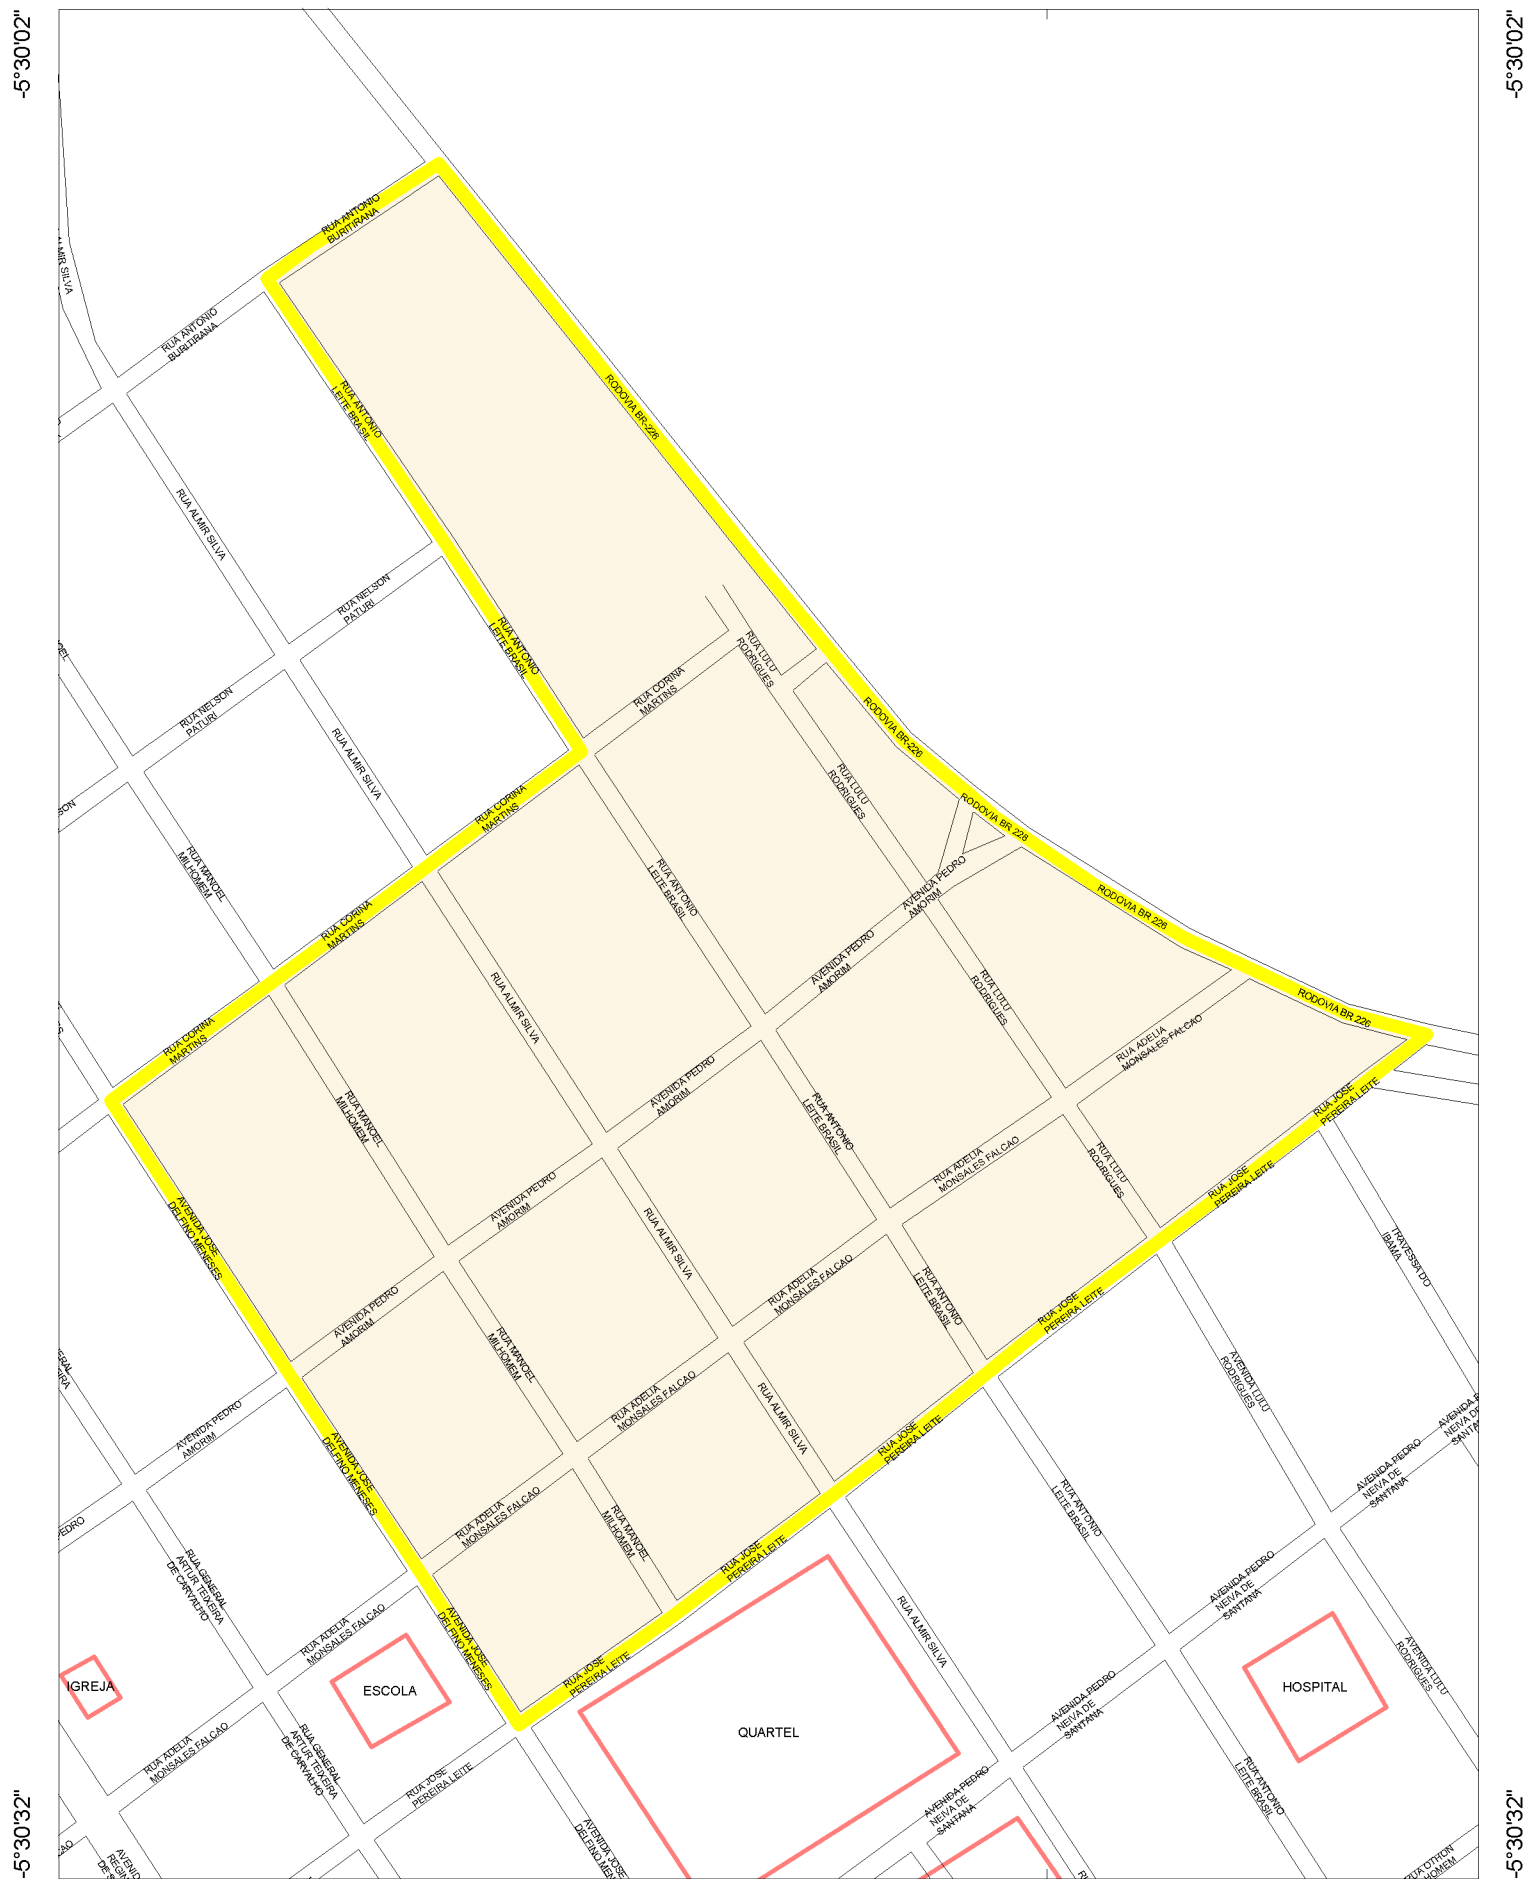 -5°30'02"
-5°30'02"
RUA ANTONIO
BURITIRANA
ALMIR SILVA
RUA ANTONIO
BURITIRANA
RUA ANTONIO
LEITE BRASIL
RODOVIA BR-226
RUA ALMIR SILVA
RUA NELSON
PATURI
RUA ANTONIO
LEITE BRASIL
RUA LULU
RODRIGUES
RUA CORINA
MARTINS
RUA NELSON
PATURI
RODOVIA BR-226
RUA ALMIR SILVA
RUA LULU
RODRIGUES
RUA CORINA
MARTINS
RODOVIA BR 228
RUA MANOEL
MILHOMEM
RUA ANTONIO
LEITE BRASIL
AVENIDA PEDRO
AMORIM
RODOVIA BR 226
RUA CORINA
MARTINS
AVENIDA PEDRO
AMORIM
RUA ALMIR SILVA
RUA LULU
RODRIGUES
RODOVIA BR 226
RUA CORINA
MARTINS
RUA ADELIA
MONSALES FALCAO
AVENIDA PEDRO
AMORIM
RUA MANOEL
MILHOMEM
RUA ANTONIO
LEITE BRASIL
RUA JOSE
PEREIRA LEITE
RUA ADELIA
MONSALES FALCAO
RUA LULU
RODRIGUES
RUA JOSE
PEREIRA LEITE
AVENIDA PEDRO
AMORIM
AVENIDA JOSE
DELFINO MENESES
RUA ALMIR SILVA
TRAVESSA DO
IBAMA
RUA ADELIA
MONSALES FALCAO
RUA ANTONIO
LEITE BRASIL
RUA JOSE
PEREIRA LEITE
AVENIDA PEDRO
AMORIM
RUA MANOEL
MILHOMEM
RUA ADELIA
MONSALES FALCAO
RUA ALMIR SILVA
AVENIDA LULU
RODRIGUES
AVENIDA PEDRO
AMORIM
AVENIDA JOSE
DELFINO MENESES
RUA JOSE
PEREIRA LEITE
AVENIDA PEDRO
NEIVA DE
SANTANA
RUA ADELIA
MONSALES FALCAO
RUA MANOEL
MILHOMEM
RUA ANTONIO
LEITE BRASIL
PEDRO
RUA JOSE
PEREIRA LEITE
RUA GENERAL
ARTUR TEIXEIRA
DE CARVALHO
AVENIDA PEDRO
NEIVA DE
SANTANA
RUA ADELIA
MONSALES FALCAO
AVENIDA JOSE
DELFINO MENESES
RUA ALMIR SILVA
AVENIDA LULU
RODRIGUES
RUA JOSE
PEREIRA LEITE
IGREJA
ESCOLA
HOSPITAL
QUARTEL
AVENIDA PEDRO
NEIVA DE
SANTANA
RUA ADELIA
MONSALES FALCAO
RUA GENERAL
ARTUR TEIXEIRA
DE CARVALHO
RUA JOSE
PEREIRA LEITE
AVENIDA PEDRO
NEIVA DE
SANTANA
RUA ANTONIO
LEITE BRASIL
AVENIDA JOSE
DELFINO MEN
-5°30'32"
-5°30'32"